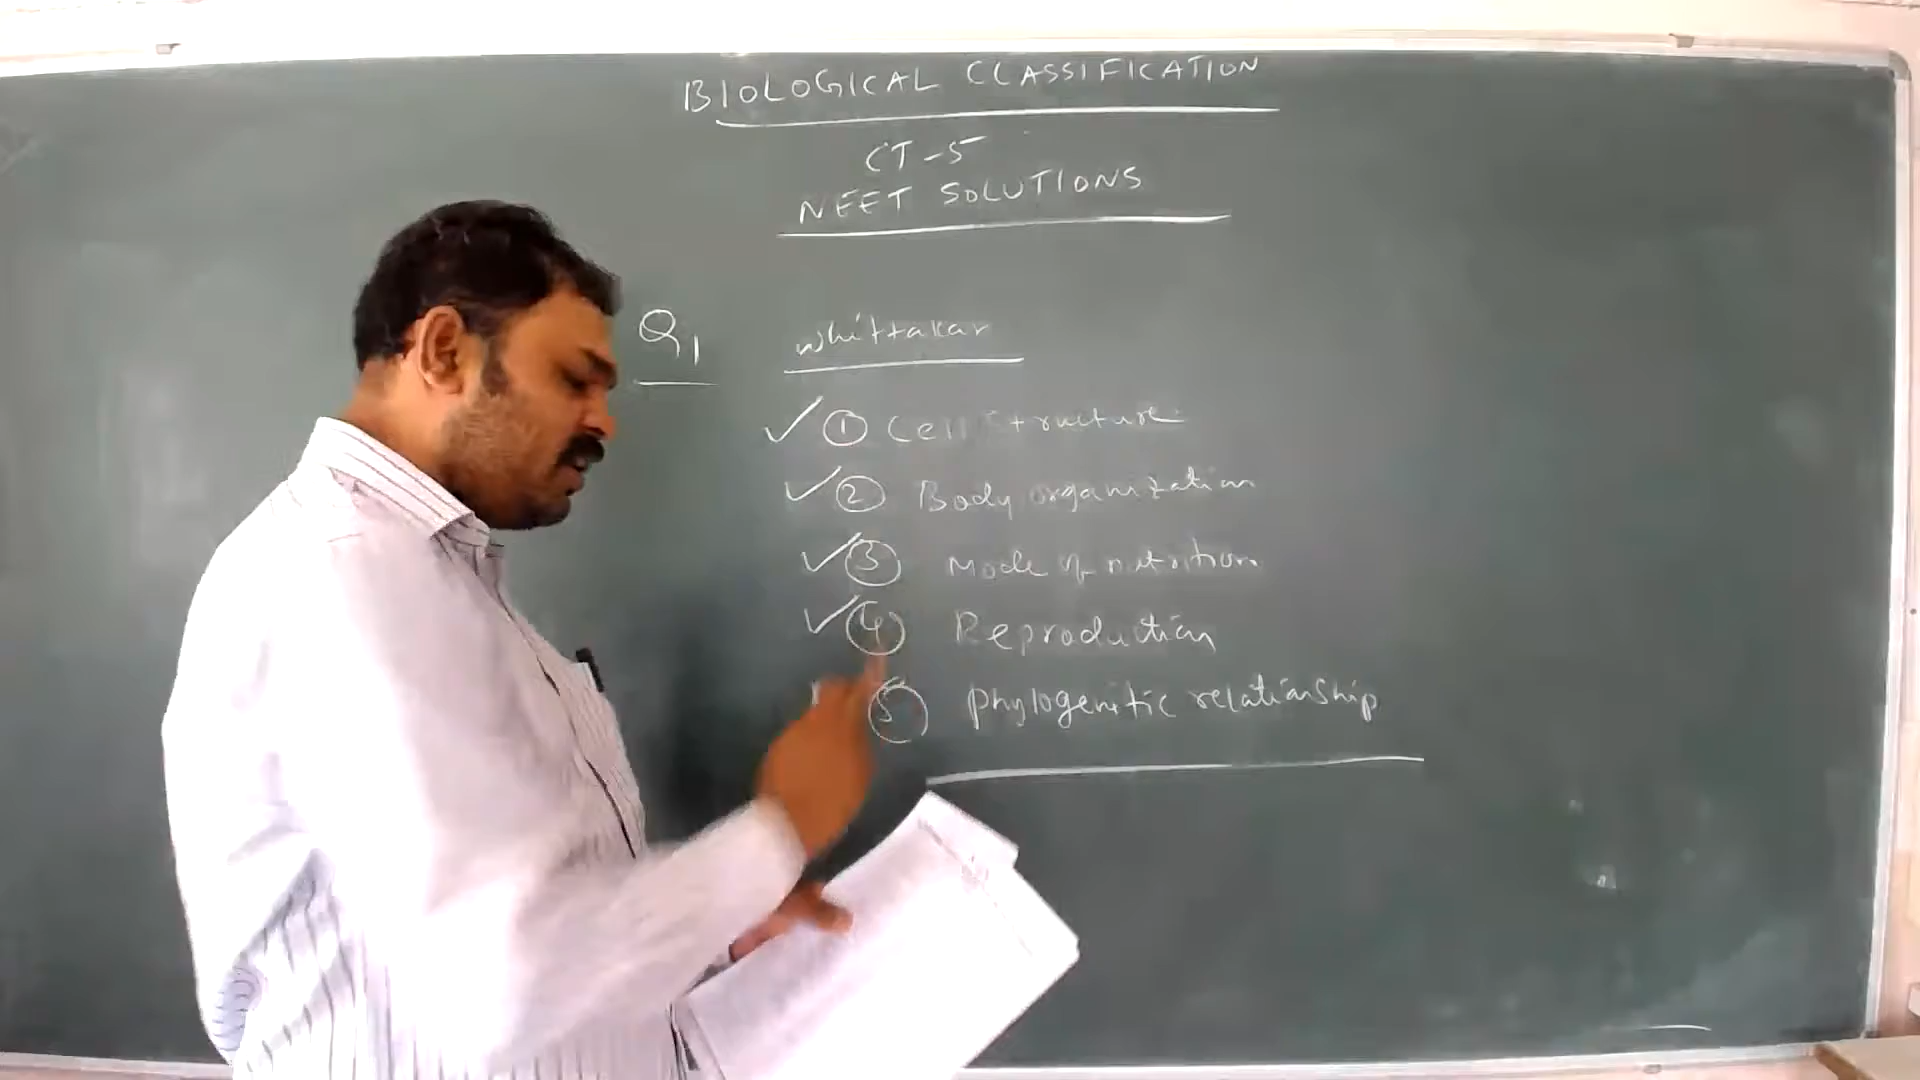 BIOLOGICAL CLASSIFICATION
CT-5
NEET SOLUTIONS
Q1 Whittakar
✓ ① Cell Structure
✓ ② Body organization
✓ ③ Mode of nutrition
✓ ④ Reproduction
⑤ phylogenitic relationship